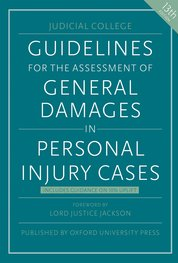 JUDICIAL COLLEGE
GUIDELINES
FOR THE ASSESSMENT OF
GENERAL
DAMAGES
IN
PERSONAL
INJURY CASES
INCLUDES GUIDANCE ON 10% UPLIFT
FOREWORD BY
LORD JUSTICE JACKSON
PUBLISHED BY OXFORD UNIVERSITY PRESS
13th